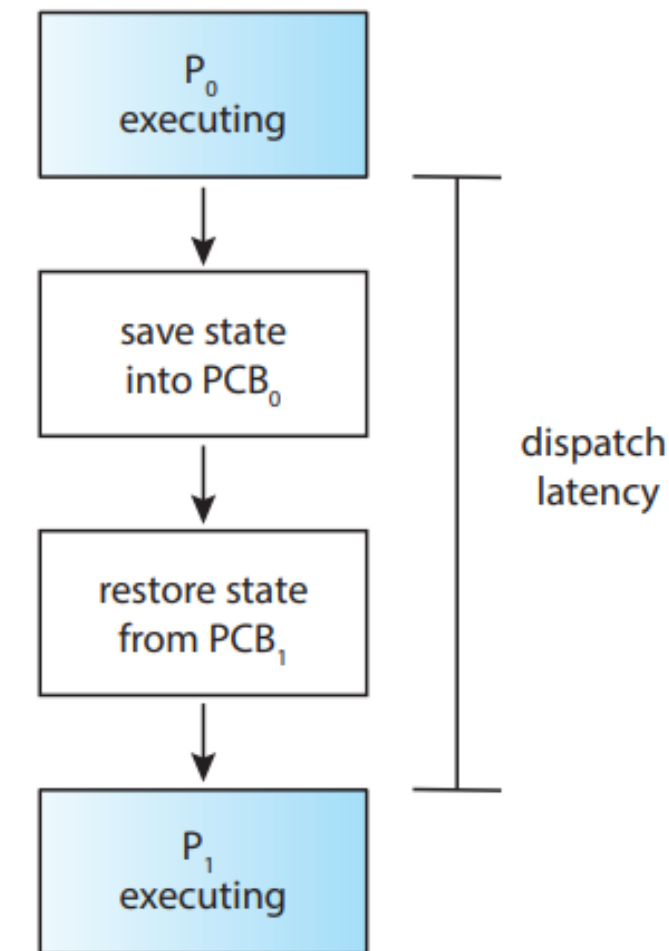 P₀
executing
save state
into PCB₀
dispatch
latency
restore state
from PCB₁
P₁
executing